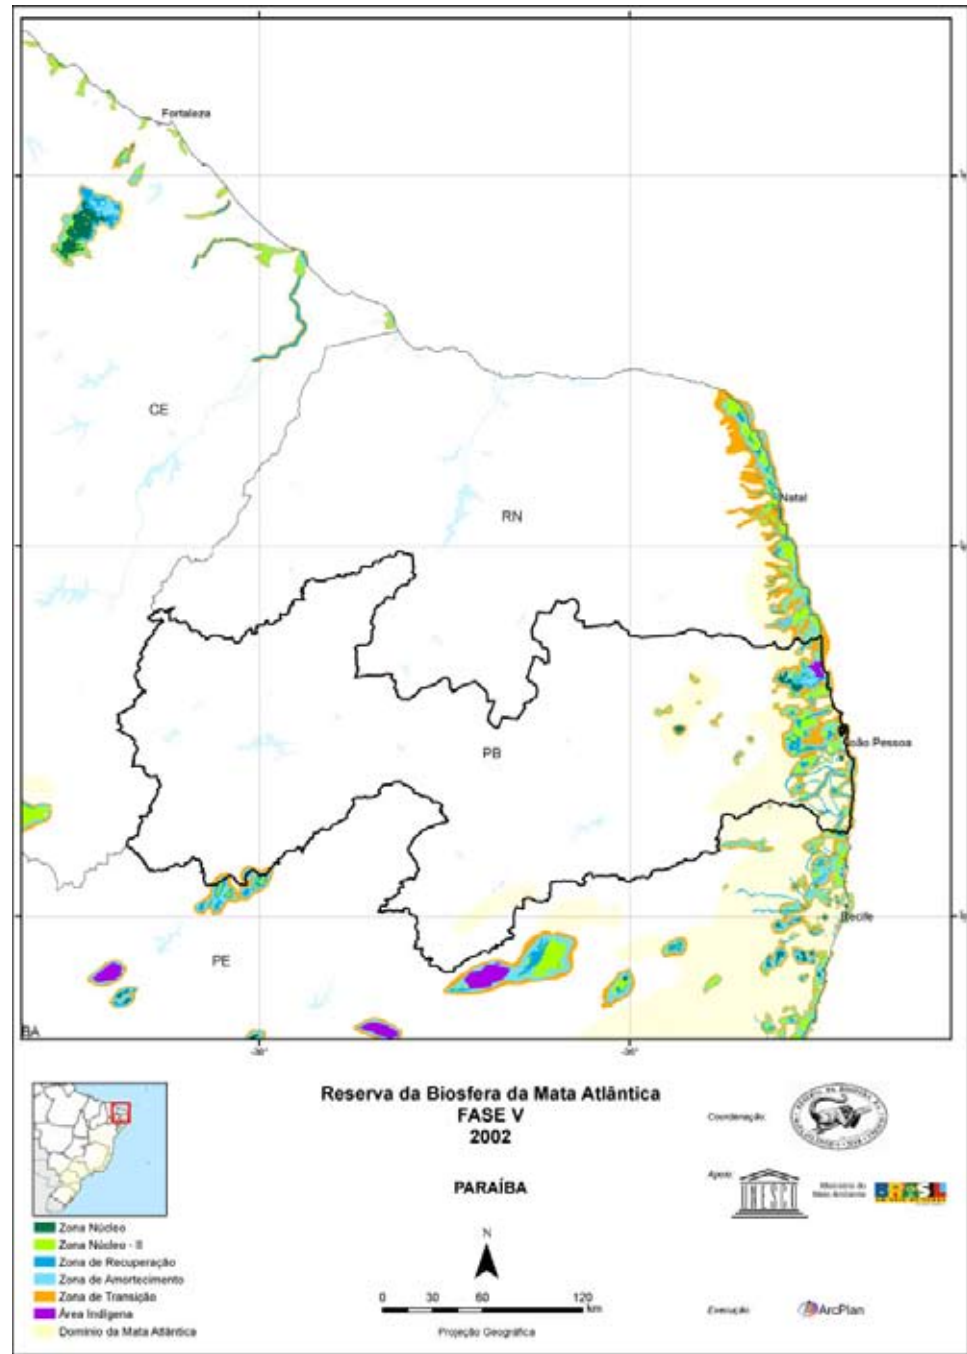 Fortaleza
CE
Natal
RN
PB
João Pessoa
Recife
PE
BA
-38°
-36°
Reserva da Biosfera da Mata Atlântica
FASE V
2002
PARAÍBA
Coordenação:
Apoio:
UNESCO
Ministério do
Meio Ambiente
BRASIL
Zona Núcleo
Zona Núcleo - II
Zona de Recuperação
Zona de Amortecimento
Zona de Transição
Área Indígena
Domínio da Mata Atlântica
N
0 30 60 120
km
Projeção Geográfica
Execução:
ArcPlan